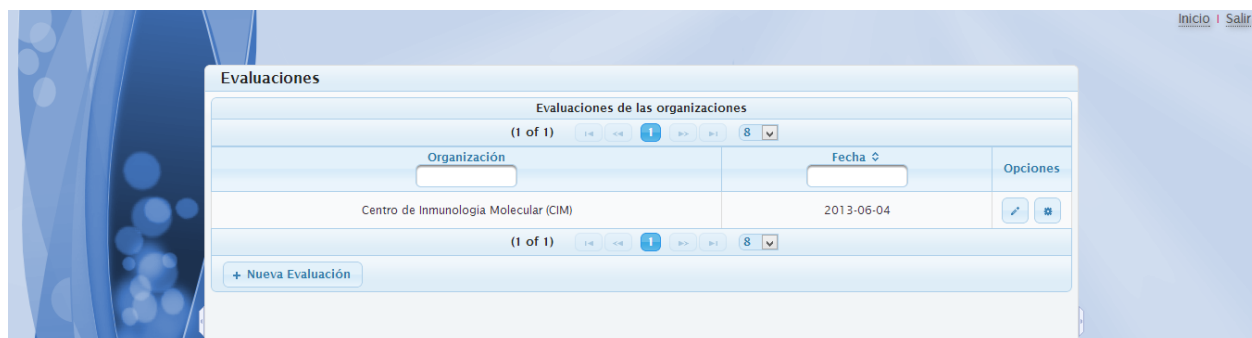 Inicio | Salir
Evaluaciones
Evaluaciones de las organizaciones
(1 of 1) 1 8
Organización Fecha Opciones
Centro de Inmunología Molecular (CIM) 2013-06-04
(1 of 1) 1 8
+ Nueva Evaluación